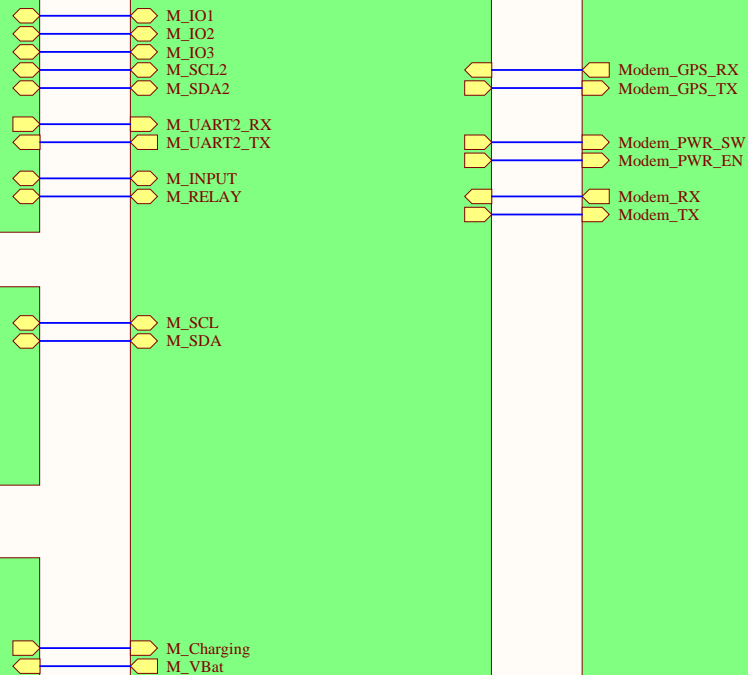 M_IO1
M_IO2
M_IO3
M_SCL2
M_SDA2
M_UART2_RX
M_UART2_TX
M_INPUT
M_RELAY
M_SCL
M_SDA
M_Charging
M_VBat
Modem_GPS_RX
Modem_GPS_TX
Modem_PWR_SW
Modem_PWR_EN
Modem_RX
Modem_TX